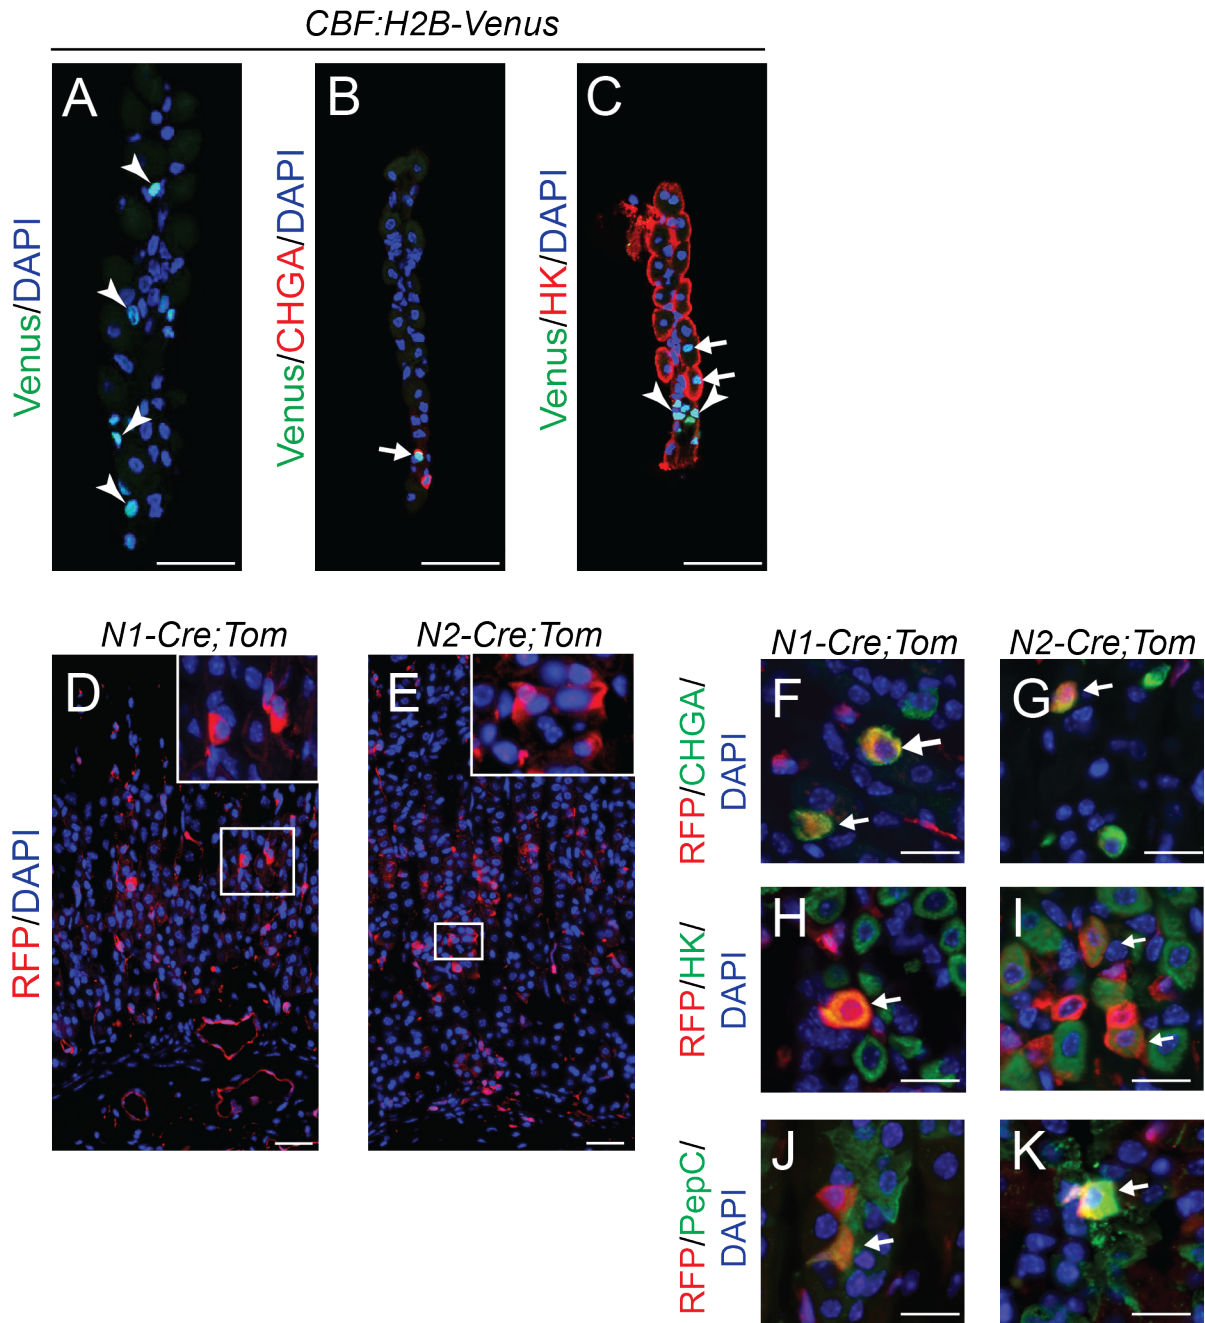 CBF:H2B-Venus
A
B
C
Venus/DAPI
Venus/CHGA/DAPI
Venus/HK/DAPI
N1-Cre;Tom
N2-Cre;Tom
N1-Cre;Tom
N2-Cre;Tom
D
E
F
G
RFP/DAPI
RFP/CHGA/
DAPI
H
I
RFP/HK/
DAPI
J
K
RFP/PepC/
DAPI